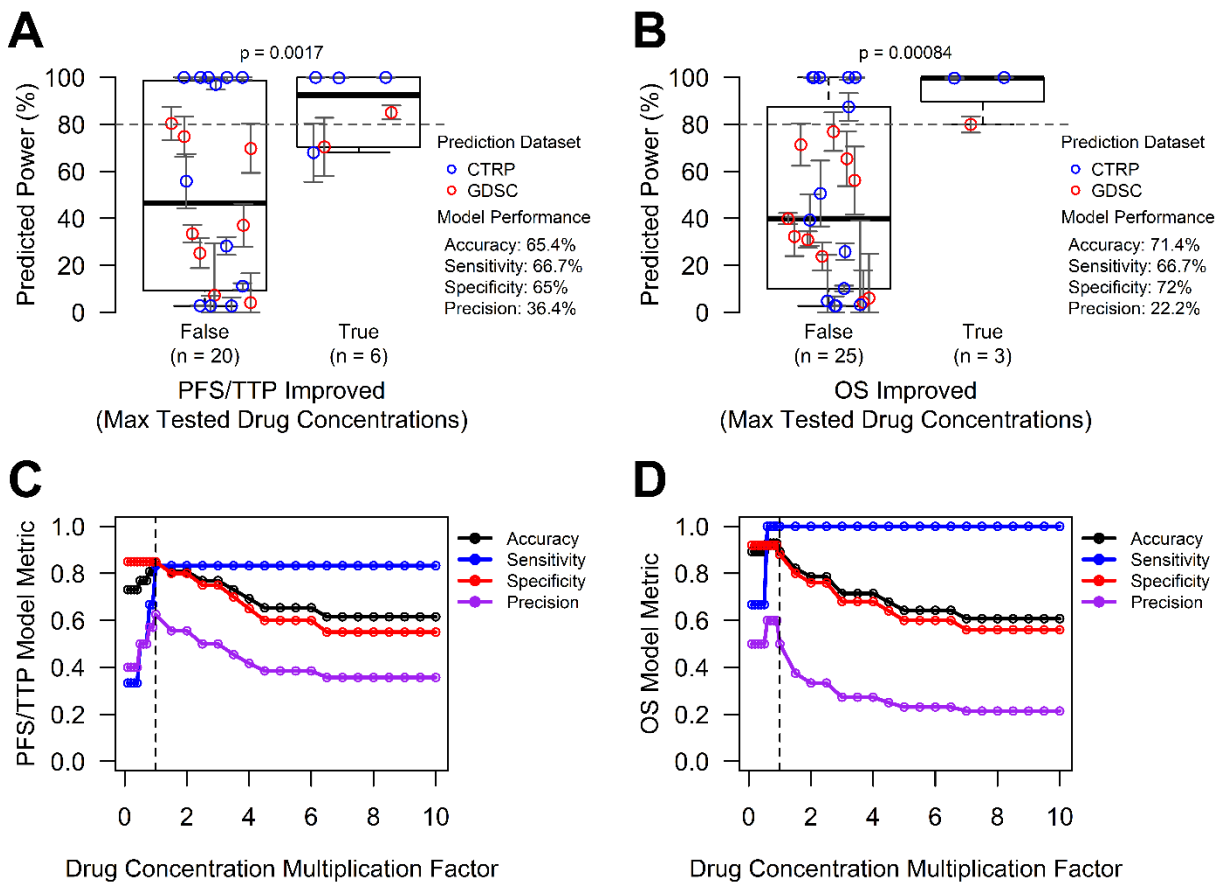 A
p = 0.0017
Predicted Power (%)
100
80
60
40
20
0
False
(n = 20)
True
(n = 6)
PFS/TTP Improved
(Max Tested Drug Concentrations)
Prediction Dataset
CTRP
GDSC
Model Performance
Accuracy: 65.4%
Sensitivity: 66.7%
Specificity: 65%
Precision: 36.4%
B
p = 0.00084
Predicted Power (%)
100
80
60
40
20
0
False
(n = 25)
True
(n = 3)
OS Improved
(Max Tested Drug Concentrations)
Prediction Dataset
CTRP
GDSC
Model Performance
Accuracy: 71.4%
Sensitivity: 66.7%
Specificity: 72%
Precision: 22.2%
C
PFS/TTP Model Metric
1.0
0.8
0.6
0.4
0.2
0.0
0 2 4 6 8 10
Drug Concentration Multiplication Factor
Accuracy
Sensitivity
Specificity
Precision
D
OS Model Metric
1.0
0.8
0.6
0.4
0.2
0.0
0 2 4 6 8 10
Drug Concentration Multiplication Factor
Accuracy
Sensitivity
Specificity
Precision